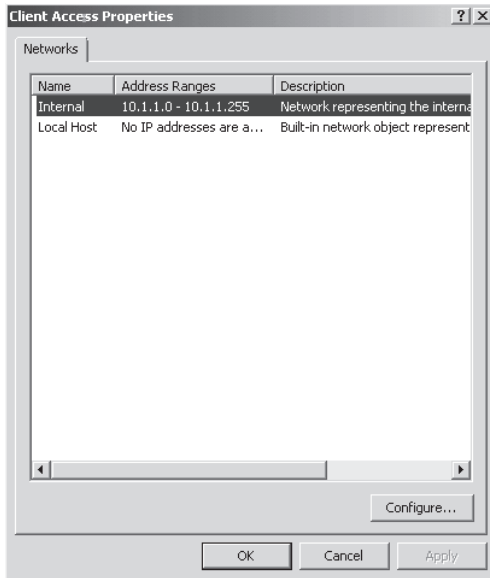 Client Access Properties
Networks
Name Address Ranges Description
Internal 10.1.1.0 - 10.1.1.255 Network representing the interna
Local Host No IP addresses are a... Built-in network object represent
Configure...
OK Cancel Apply